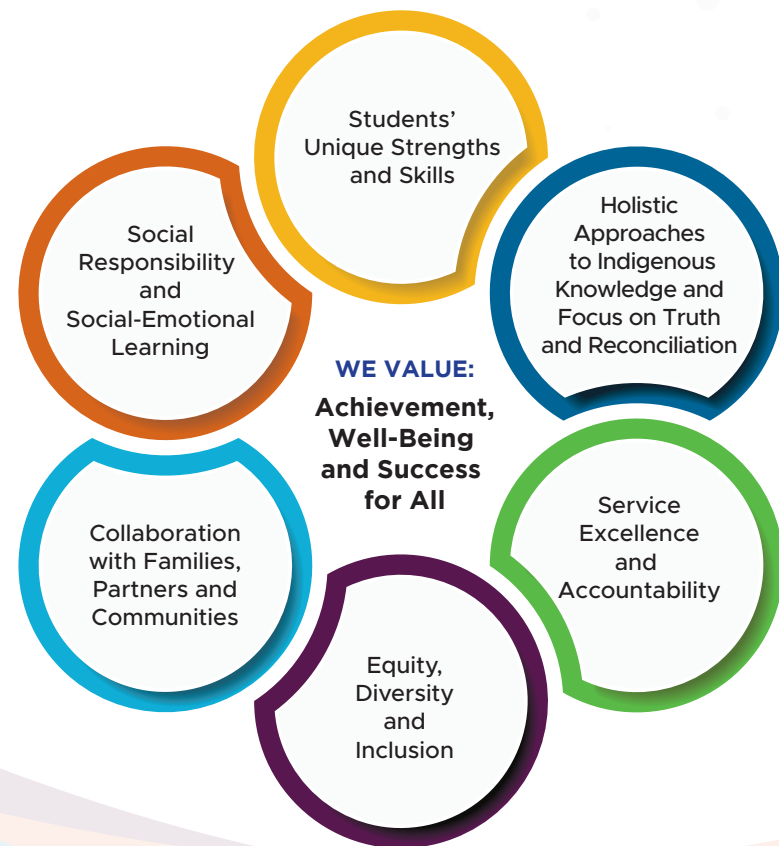 Students’
Unique Strengths
and Skills
Holistic
Approaches
to Indigenous
Knowledge and
Focus on Truth
and Reconciliation
Service
Excellence
and
Accountability
Equity,
Diversity
and
Inclusion
Collaboration
with Families,
Partners and
Communities
Social
Responsibility
and
Social-Emotional
Learning
WE VALUE:
Achievement,
Well-Being
and Success
for All